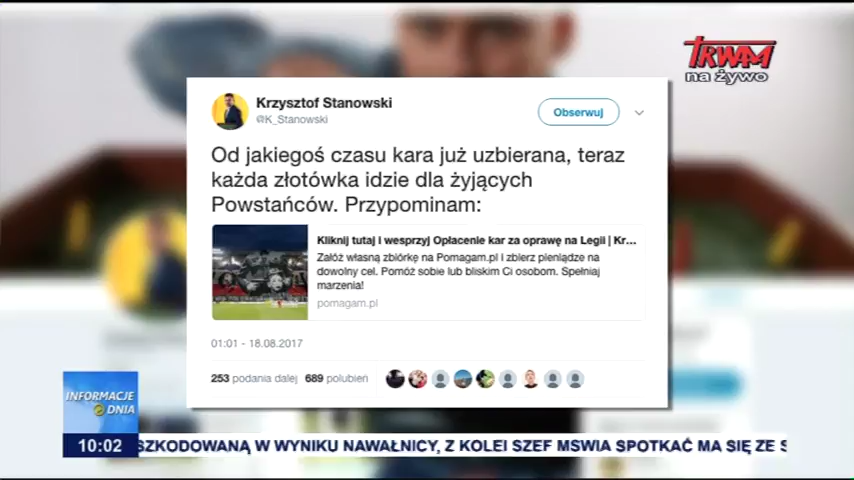 TRWAM
na żywo
Krzysztof Stanowski
@K_Stanowski
Obserwuj
Od jakiegoś czasu kara już uzbierana, teraz
każda złotówka idzie dla żyjących
Powstańców. Przypominam:
Kliknij tutaj i wesprzyj Opłacenie kar za oprawę na Legii | Kr...
Załóż własną zbiórkę na Pomagam.pl i zbierz pieniądze na
dowolny cel. Pomóż sobie lub bliskim Ci osobom. Spełniaj
marzenia!
pomagam.pl
01:01 - 18.08.2017
253 podania dalej 689 polubień
INFORMACJE
DNIA
10:02 SZKODOWANĄ W WYNIKU NAWAŁNICY, Z KOLEI SZEF MSWIA SPOTKAĆ MA SIĘ ZE S